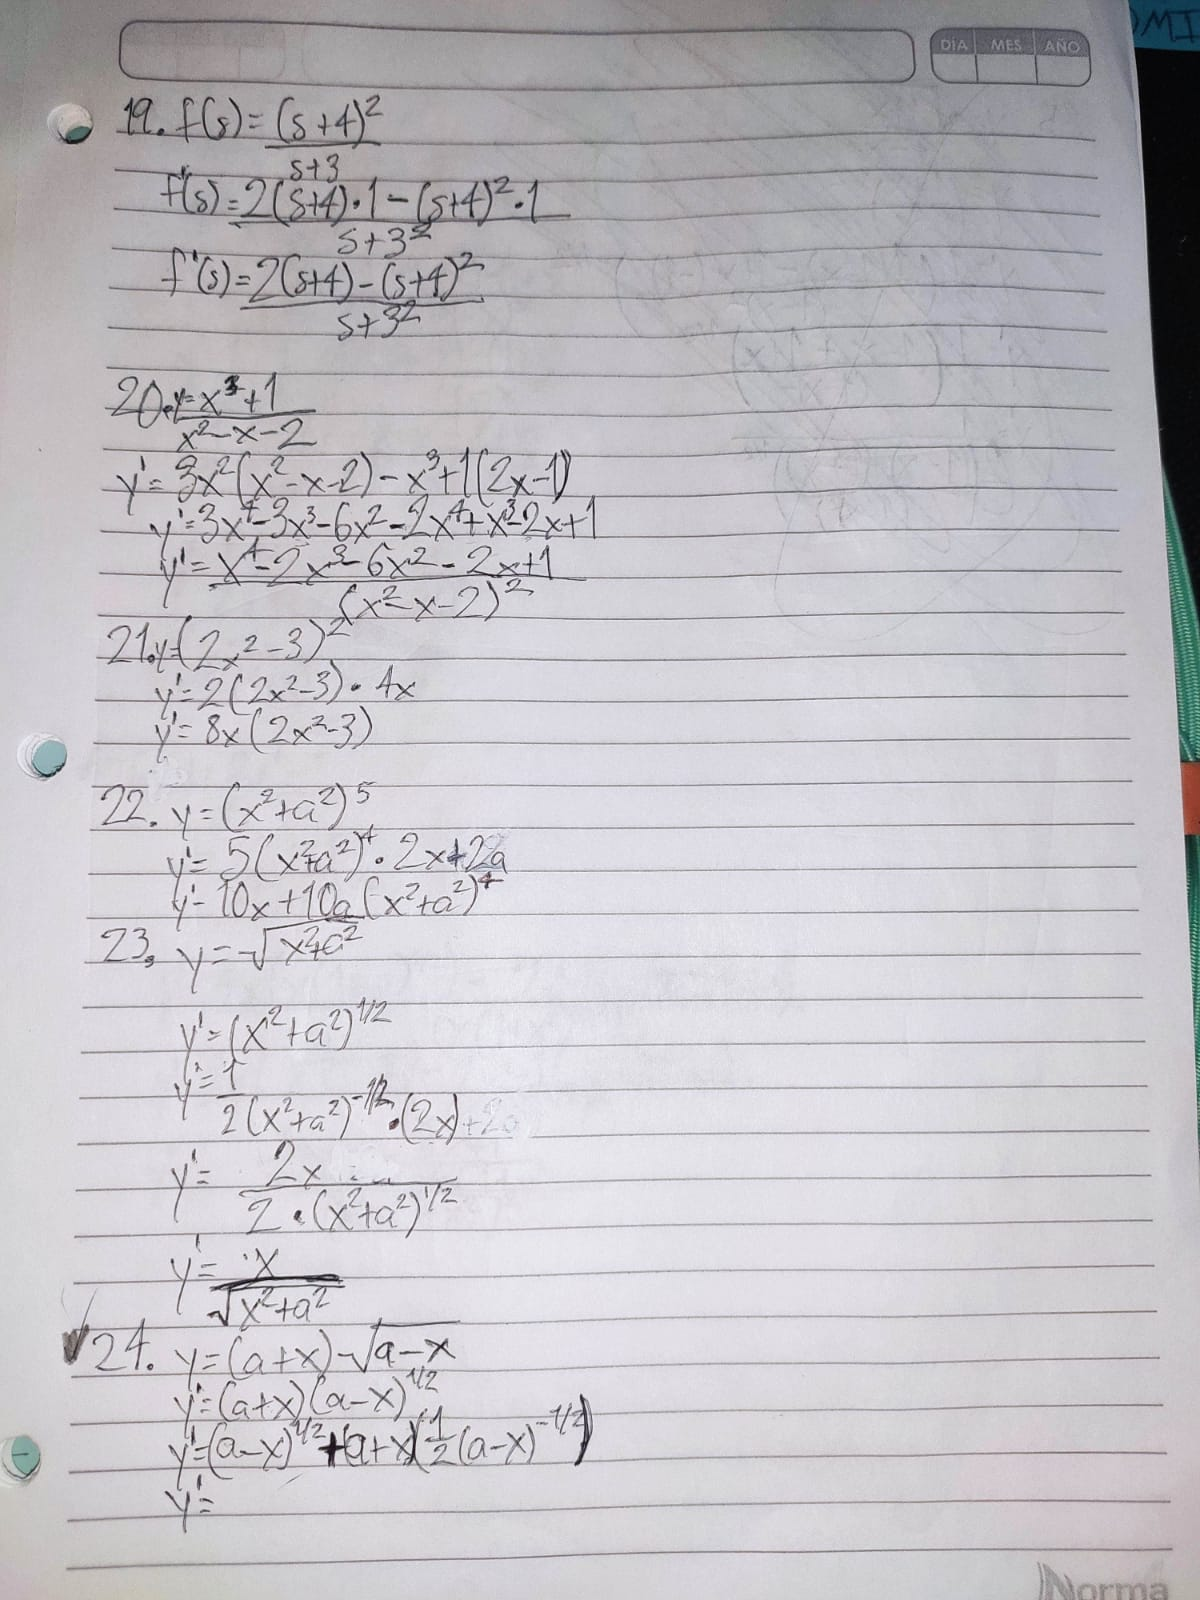 OMI
DÍA MES AÑO
19. f(s) = (s+4)²
s+3
f'(s) = 2(s+4)·1 - (s+4)²·1
s+3²
f'(s) = 2(s+4) - (s+4)²
s+3²
20. y = x³+1
x²-x-2
y' = 3x²(x²-x-2) - x³+1(2x-1)
y' = 3x⁴-3x³-6x²-2x⁴+x³-2x+1
y' = x⁴-2x³-6x²-2x+1
(x²-x-2)²
21. y = (2x²-3)²
y' = 2(2x²-3)· 4x
y' = 8x(2x²-3)
22. y = (x²+a²)⁵
y' = 5(x²+a²)⁴· 2x+2a
y' = 10x+10a(x²+a²)⁴
23. y = √x²+a²
y' = (x²+a²)^1/2
y' = 1
2(x²+a²)^-1/2·(2x)+2a
y' = 2x
2·(x²+a²)^1/2
y' = x
√x²+a²
24. y = (a+x)√a-x
y' = (a+x)(a-x)^1/2
y' = (a-x)^1/2+(a+x)(1/2(a-x)^-1/2)
y' =
Norma